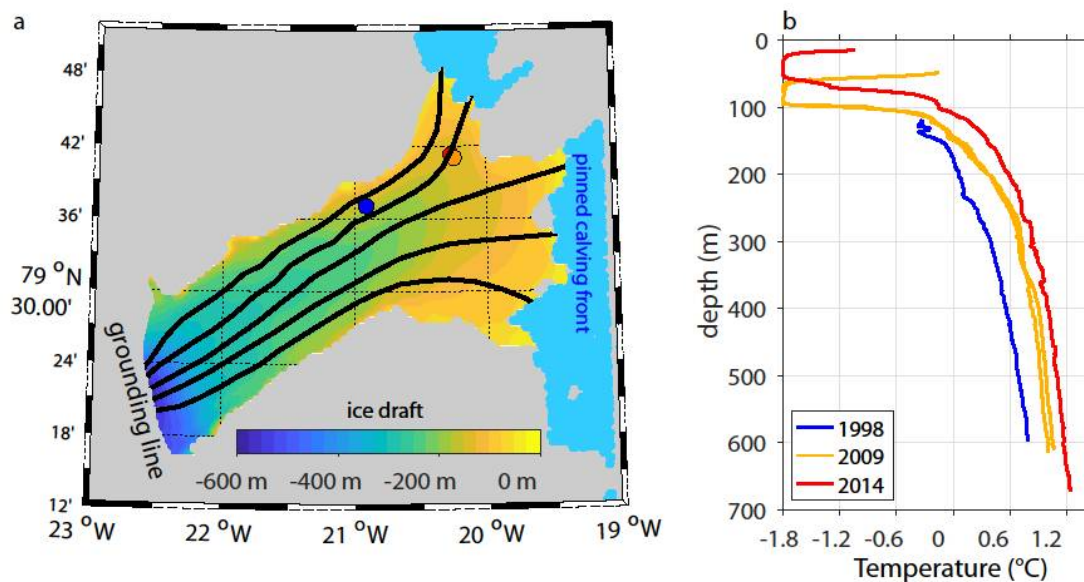 a
48'
42'
36'
79 °N
30.00'
24'
18'
12'
23 °W
22 °W
21 °W
20 °W
19 °W
grounding line
pinned calving front
ice draft
-600 m
-400 m
-200 m
0 m
b
0
100
200
300
400
500
600
700
depth (m)
1998
2009
2014
-1.8
-1.2
-0.6
0
0.6
1.2
Temperature (°C)